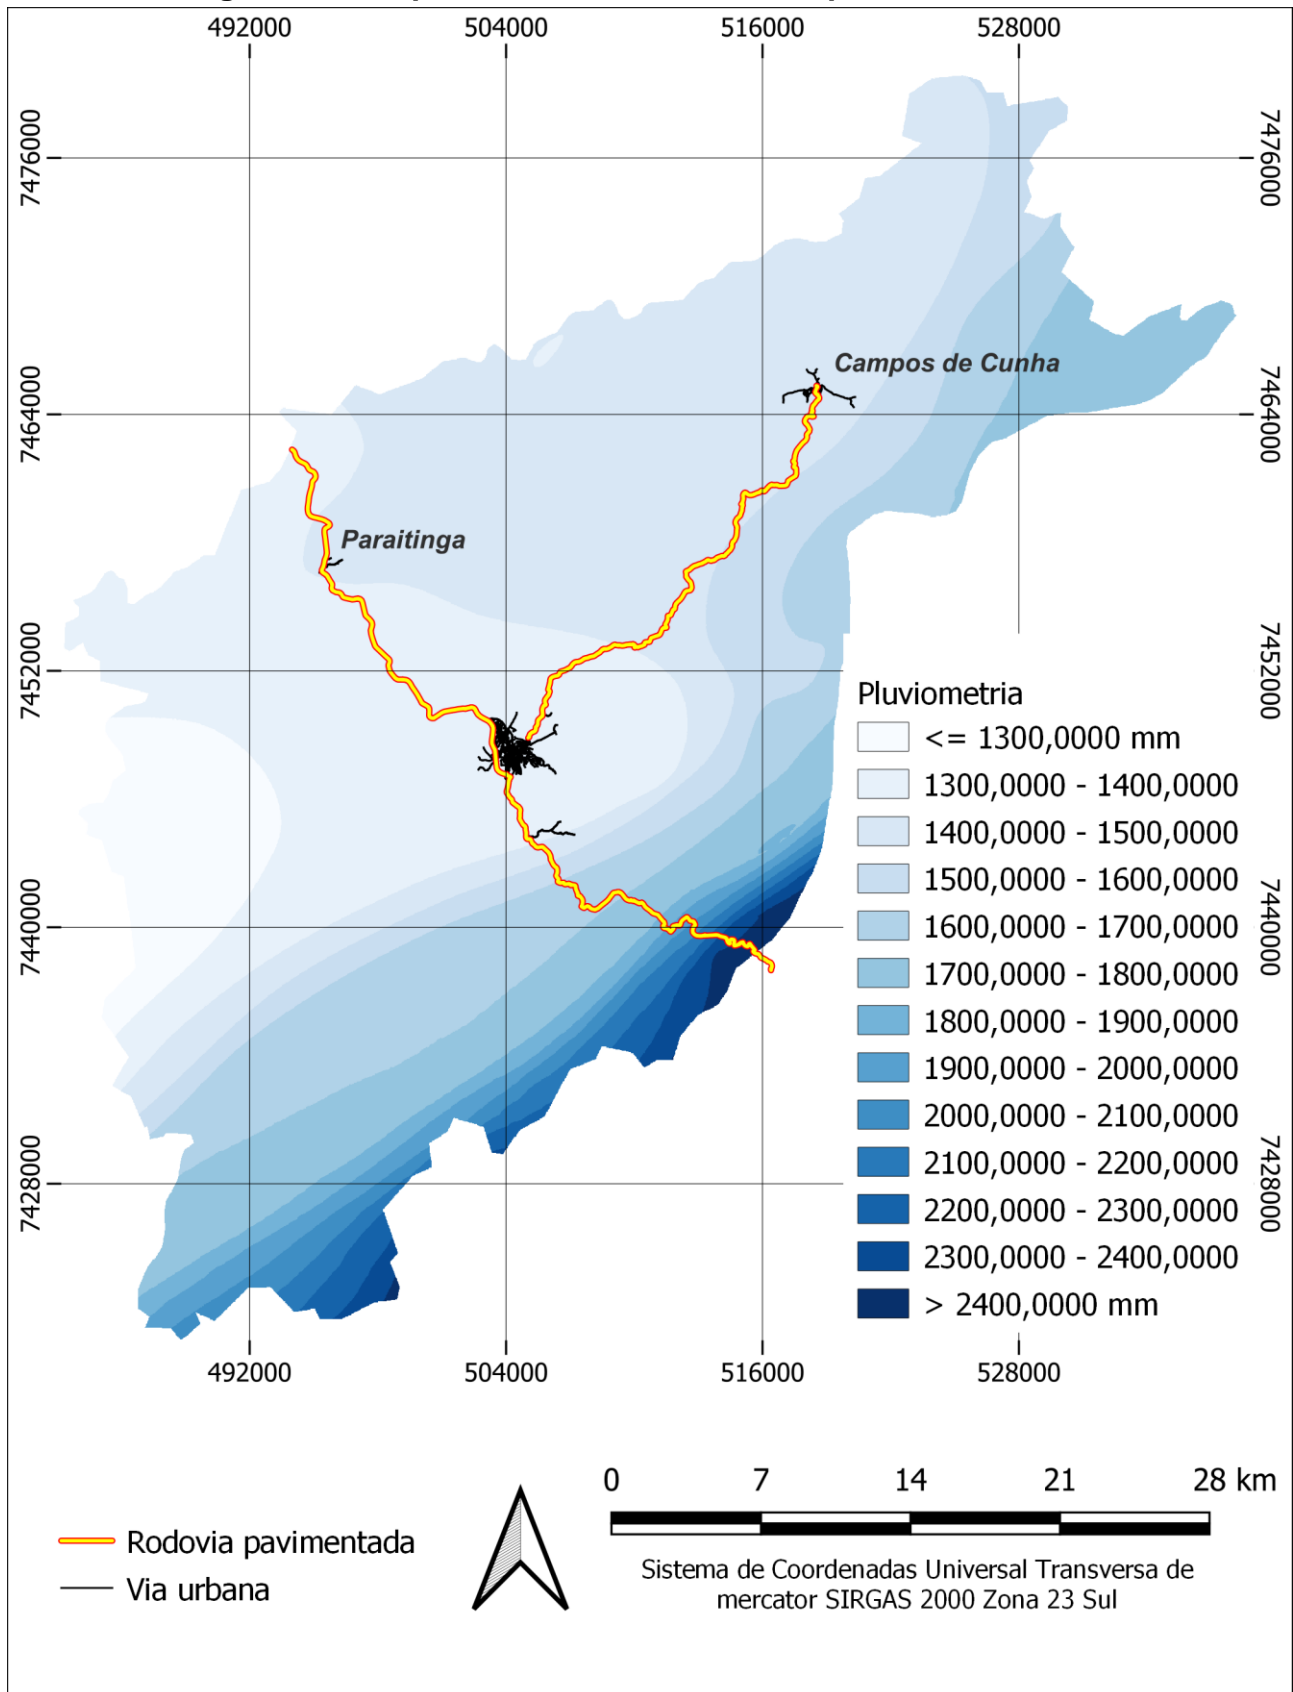 492000 504000 516000 528000
7476000 7476000
Campos de Cunha
7464000 7464000
Paraitinga
7452000 7452000
Pluviometria
<= 1300,0000 mm
1300,0000 - 1400,0000
1400,0000 - 1500,0000
1500,0000 - 1600,0000
1600,0000 - 1700,0000
1700,0000 - 1800,0000
1800,0000 - 1900,0000
1900,0000 - 2000,0000
2000,0000 - 2100,0000
2100,0000 - 2200,0000
2200,0000 - 2300,0000
2300,0000 - 2400,0000
> 2400,0000 mm
7440000 7440000
7428000 7428000
492000 504000 516000 528000
0 7 14 21 28 km
Rodovia pavimentada
Via urbana
Sistema de Coordenadas Universal Transversa de
mercator SIRGAS 2000 Zona 23 Sul